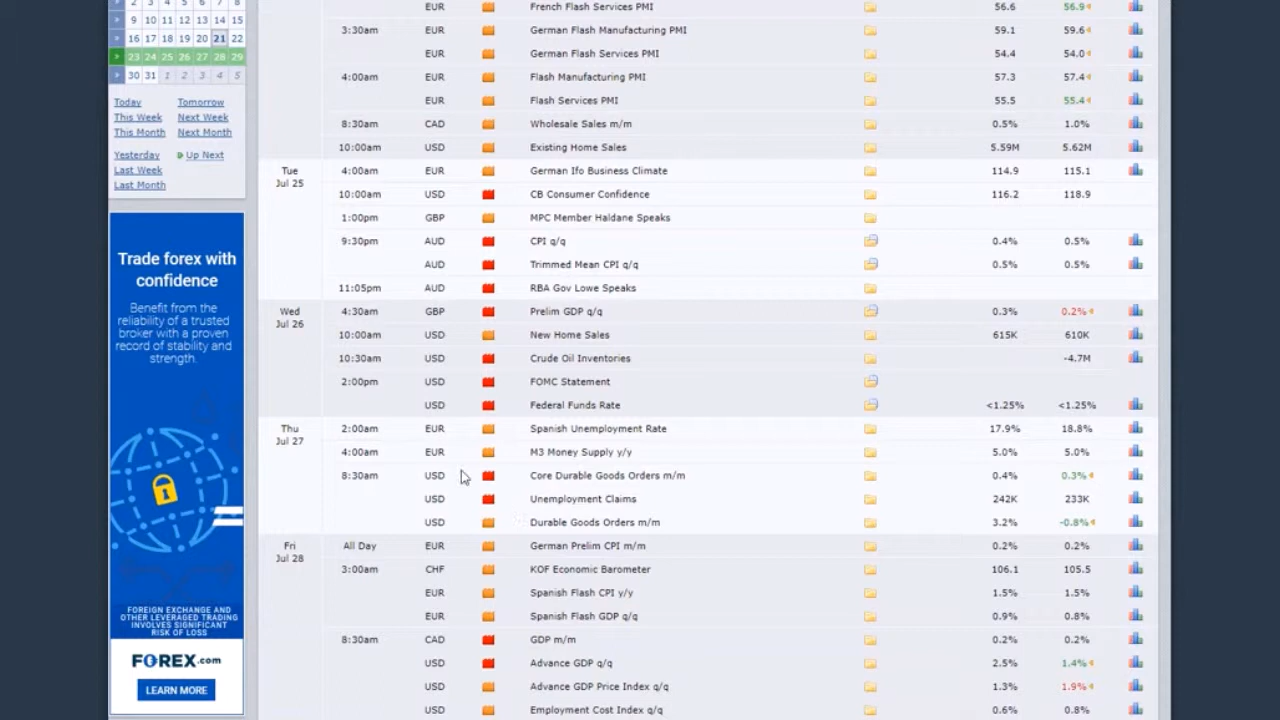 2 3 4 5 6 7 8
> 9 10 11 12 13 14 15
> 16 17 18 19 20 21 22
> 23 24 25 26 27 28 29
> 30 31 1 2 3 4 5
Today Tomorrow
This Week Next Week
This Month Next Month
Yesterday Up Next
Last Week
Last Month
Trade forex with
confidence
Benefit from the
reliability of a trusted
broker with a proven
record of stability and
strength.
FOREIGN EXCHANGE AND
OTHER LEVERAGED TRADING
INVOLVES SIGNIFICANT
RISK OF LOSS
FOREX.com
LEARN MORE
EUR French Flash Services PMI 56.6 56.9
3:30am EUR German Flash Manufacturing PMI 59.1 59.6
EUR German Flash Services PMI 54.4 54.0
4:00am EUR Flash Manufacturing PMI 57.3 57.4
EUR Flash Services PMI 55.5 55.4
8:30am CAD Wholesale Sales m/m 0.5% 1.0%
10:00am USD Existing Home Sales 5.59M 5.62M
Tue
Jul 25
4:00am EUR German Ifo Business Climate 114.9 115.1
10:00am USD CB Consumer Confidence 116.2 118.9
1:00pm GBP MPC Member Haldane Speaks
9:30pm AUD CPI q/q 0.4% 0.5%
AUD Trimmed Mean CPI q/q 0.5% 0.5%
11:05pm AUD RBA Gov Lowe Speaks
Wed
Jul 26
4:30am GBP Prelim GDP q/q 0.3% 0.2%
10:00am USD New Home Sales 615K 610K
10:30am USD Crude Oil Inventories -4.7M
2:00pm USD FOMC Statement
USD Federal Funds Rate <1.25% <1.25%
Thu
Jul 27
2:00am EUR Spanish Unemployment Rate 17.9% 18.8%
4:00am EUR M3 Money Supply y/y 5.0% 5.0%
8:30am USD Core Durable Goods Orders m/m 0.4% 0.3%
USD Unemployment Claims 242K 233K
USD Durable Goods Orders m/m 3.2% -0.8%
Fri
Jul 28
All Day EUR German Prelim CPI m/m 0.2% 0.2%
3:00am CHF KOF Economic Barometer 106.1 105.5
EUR Spanish Flash CPI y/y 1.5% 1.5%
EUR Spanish Flash GDP q/q 0.9% 0.8%
8:30am CAD GDP m/m 0.2% 0.2%
USD Advance GDP q/q 2.5% 1.4%
USD Advance GDP Price Index q/q 1.3% 1.9%
USD Employment Cost Index q/q 0.6% 0.8%